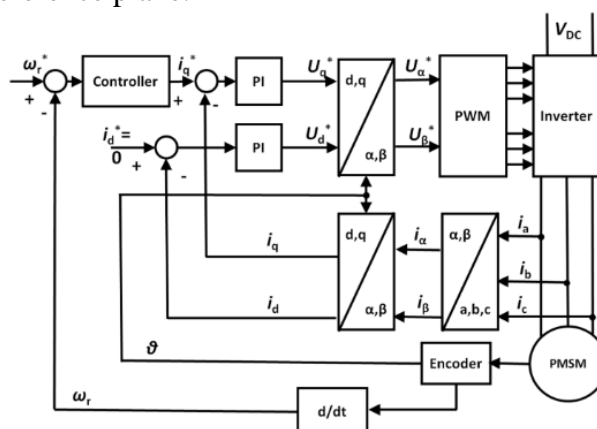 V_DC
ω_r^*
Controller
i_q^*
PI
U_q^*
d,q
α,β
U_α^*
PWM
Inverter
+
-
+
-
i_d^*=
0
+
-
PI
U_d^*
U_β^*
i_q
d,q
α,β
i_α
α,β
a,b,c
i_a
i_b
i_d
i_β
i_c
ϑ
Encoder
PMSM
ω_r
d/dt